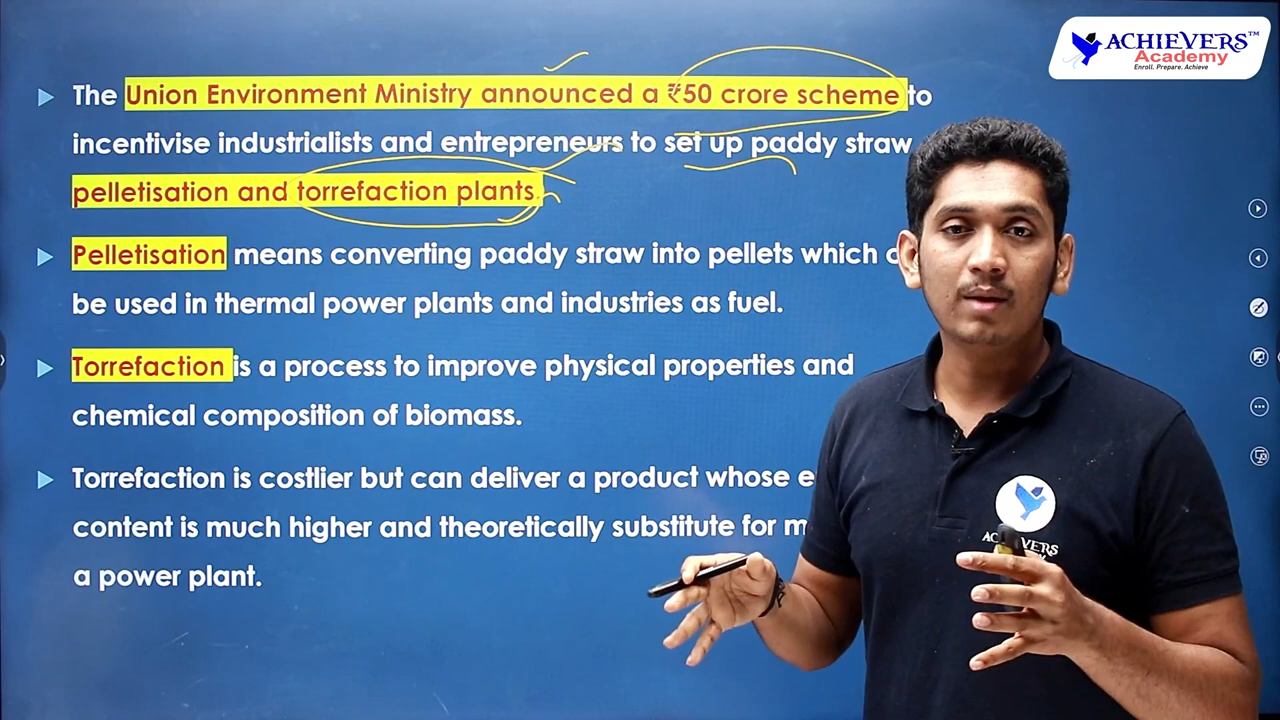 ACHIEVERS™
Academy
Enroll. Prepare. Achieve
The Union Environment Ministry announced a ₹50 crore scheme to
incentivise industrialists and entrepreneurs to set up paddy straw
pelletisation and torrefaction plants.
Pelletisation means converting paddy straw into pellets which
be used in thermal power plants and industries as fuel.
Torrefaction is a process to improve physical properties and
chemical composition of biomass.
Torrefaction is costlier but can deliver a product whose
content is much higher and theoretically substitute for
a power plant.